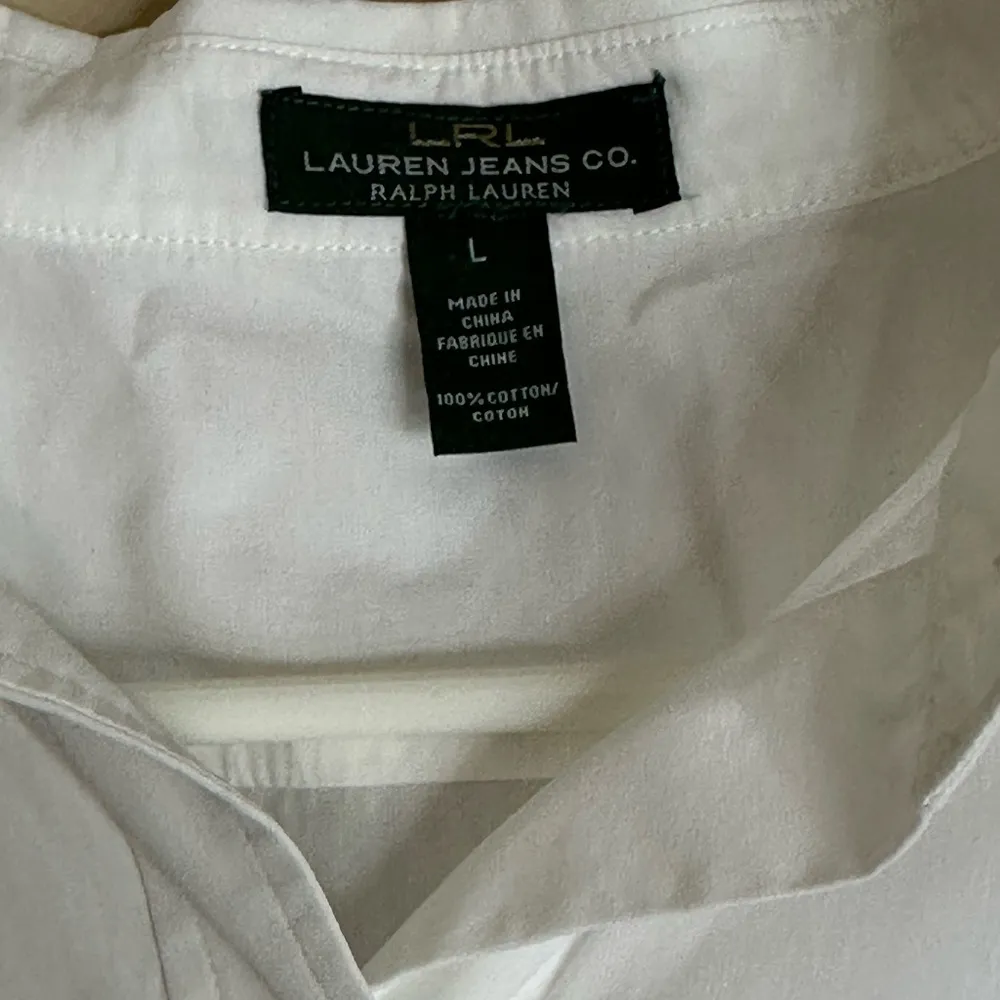 LRL
LAUREN JEANS CO.
RALPH LAUREN
L
MADE IN
CHINA
FABRIQUE EN
CHINE
100% COTTON/
COTON